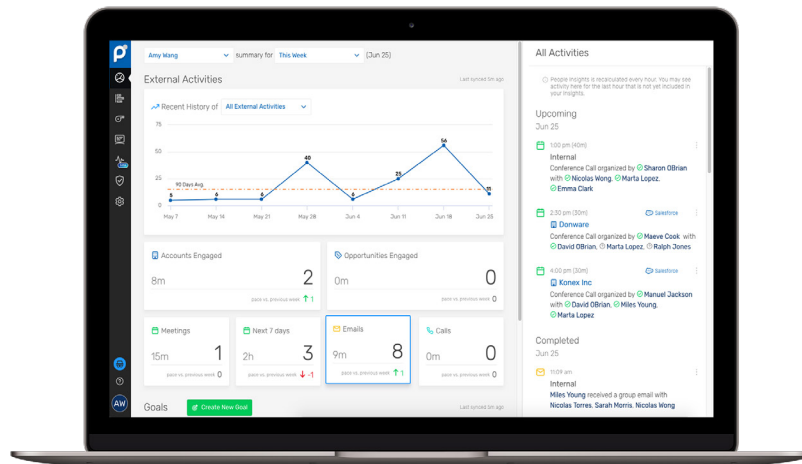 Amy Wang summary for This Week (Jun 25)
External Activities
Last synced 5m ago
Recent History of All External Activities
75
50
25
0
90 Days Avg
5
6
6
40
6
25
56
11
May 7 May 14 May 21 May 28 Jun 4 Jun 11 Jun 18 Jun 25
Accounts Engaged
8m 2
pace vs. previous week 1
Opportunities Engaged
0m 0
pace vs. previous week 0
Meetings
15m 1
pace vs. previous week 0
Next 7 days
2h 3
pace vs. previous week -1
Emails
9m 8
pace vs. previous week 1
Calls
0m 0
pace vs. previous week 0
Goals
Create New Goal
Last synced 5m ago
AW
All Activities
People insights is recalculated every hour. You may see
activity here for the last hour that is not yet included in
your insights.
Upcoming
Jun 25
1:00 pm (40m)
Internal
Conference Call organized by Sharon OBrian
with Nicolas Wong, Marta Lopez,
Emma Clark
2:30 pm (30m) Salesforce
Donware
Conference Call organized by Maeve Cook with
David OBrian, Marta Lopez, Ralph Jones
4:00 pm (30m) Salesforce
Konex Inc
Conference Call organized by Manuel Jackson
with David OBrian, Miles Young,
Marta Lopez
Completed
Jun 25
11:09 am
Internal
Miles Young received a group email with
Nicolas Torres, Sarah Morris, Nicolas Wong